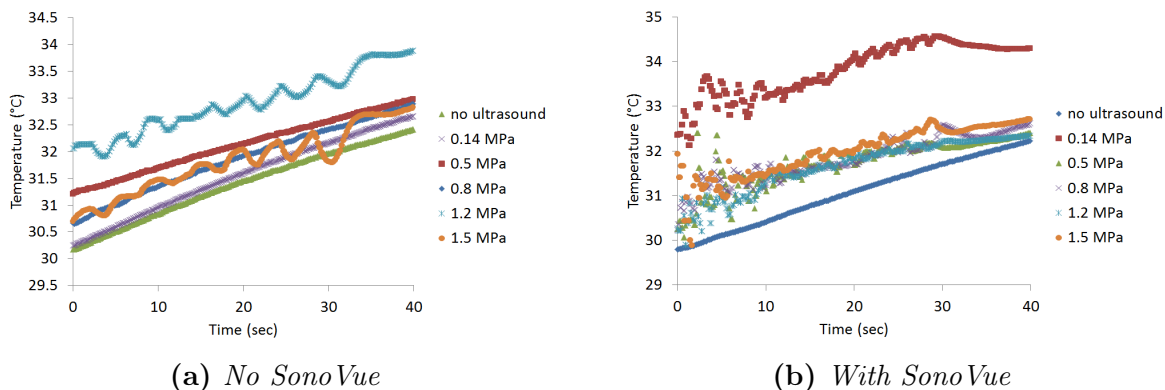 34.5
34
33.5
33
32.5
32
31.5
31
30.5
30
29.5
Temperature (°C)
0 10 20 30 40
Time (sec)
no ultrasound
0.14 MPa
0.5 MPa
0.8 MPa
1.2 MPa
1.5 MPa
(a) No SonoVue
35
34
33
32
31
30
29
Temperature (°C)
0 10 20 30 40
Time (sec)
no ultrasound
0.14 MPa
0.5 MPa
0.8 MPa
1.2 MPa
1.5 MPa
(b) With SonoVue